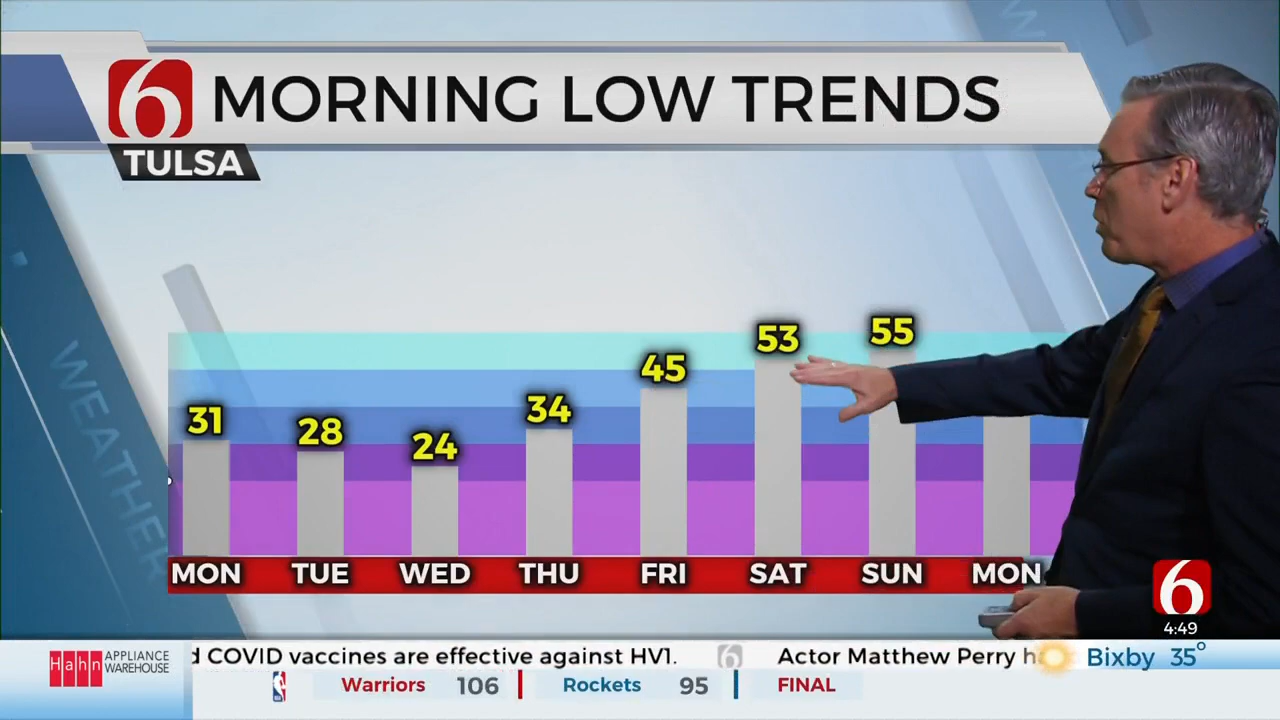 6 MORNING LOW TRENDS
TULSA
31 28 24 34 45 53 55
MON TUE WED THU FRI SAT SUN MON
WEATHER
6
4:49
Hahn APPLIANCE WAREHOUSE
COVID vaccines are effective against HV1. 6 Actor Matthew Perry
Bixby 35°
NBA Warriors 106 Rockets 95 FINAL